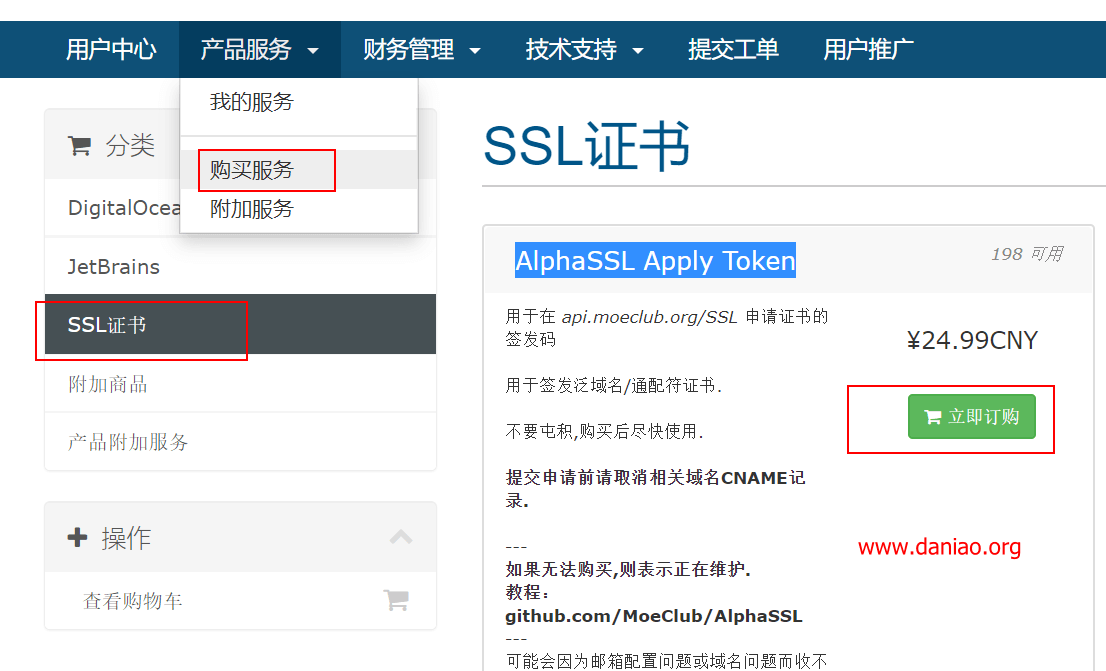 用户中心 产品服务 财务管理 技术支持 提交工单 用户推广
我的服务
购买服务
附加服务
分类
DigitalOcea
JetBrains
SSL证书
附加商品
产品附加服务
操作
查看购物车
SSL证书
AlphaSSL Apply Token
198 可用
用于在 api.moeclub.org/SSL 申请证书的
签发码
用于签发泛域名/通配符证书.
不要屯积,购买后尽快使用.
提交申请前请取消相关域名CNAME记
录.
---
如果无法购买,则表示正在维护.
教程：
github.com/MoeClub/AlphaSSL
---
可能会因为邮箱配置问题或域名问题而收不
¥24.99CNY
立即订购
www.daniao.org